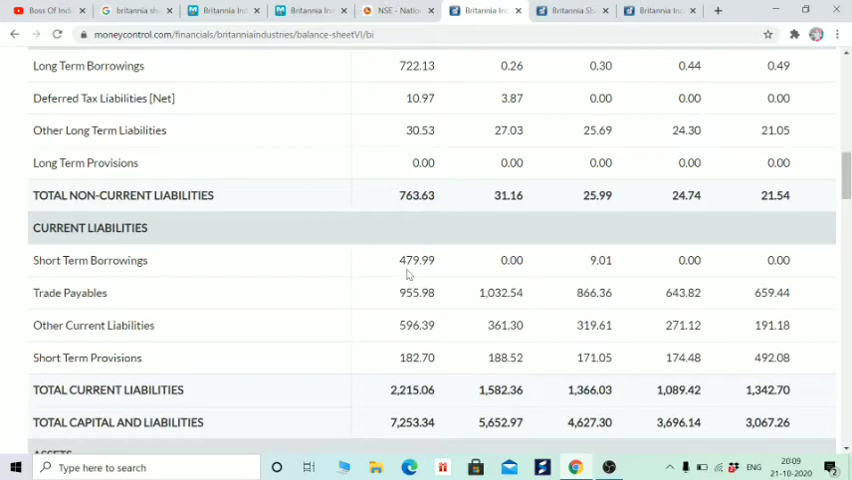 Boss Of Indi
britannia sh
Britannia Ind
Britannia Ind
NSE - Nation
Britannia Ind
Britannia Sh
Britannia Ind
moneycontrol.com/financials/britanniaindustries/balance-sheetVI/bi
Long Term Borrowings 722.13 0.26 0.30 0.44 0.49
Deferred Tax Liabilities [Net] 10.97 3.87 0.00 0.00 0.00
Other Long Term Liabilities 30.53 27.03 25.69 24.30 21.05
Long Term Provisions 0.00 0.00 0.00 0.00 0.00
TOTAL NON-CURRENT LIABILITIES 763.63 31.16 25.99 24.74 21.54
CURRENT LIABILITIES
Short Term Borrowings 479.99 0.00 9.01 0.00 0.00
Trade Payables 955.98 1,032.54 866.36 643.82 659.44
Other Current Liabilities 596.39 361.30 319.61 271.12 191.18
Short Term Provisions 182.70 188.52 171.05 174.48 492.08
TOTAL CURRENT LIABILITIES 2,215.06 1,582.36 1,366.03 1,089.42 1,342.70
TOTAL CAPITAL AND LIABILITIES 7,253.34 5,652.97 4,627.30 3,696.14 3,067.26
ASSETS
Type here to search
ENG
20:09
21-10-2020
2